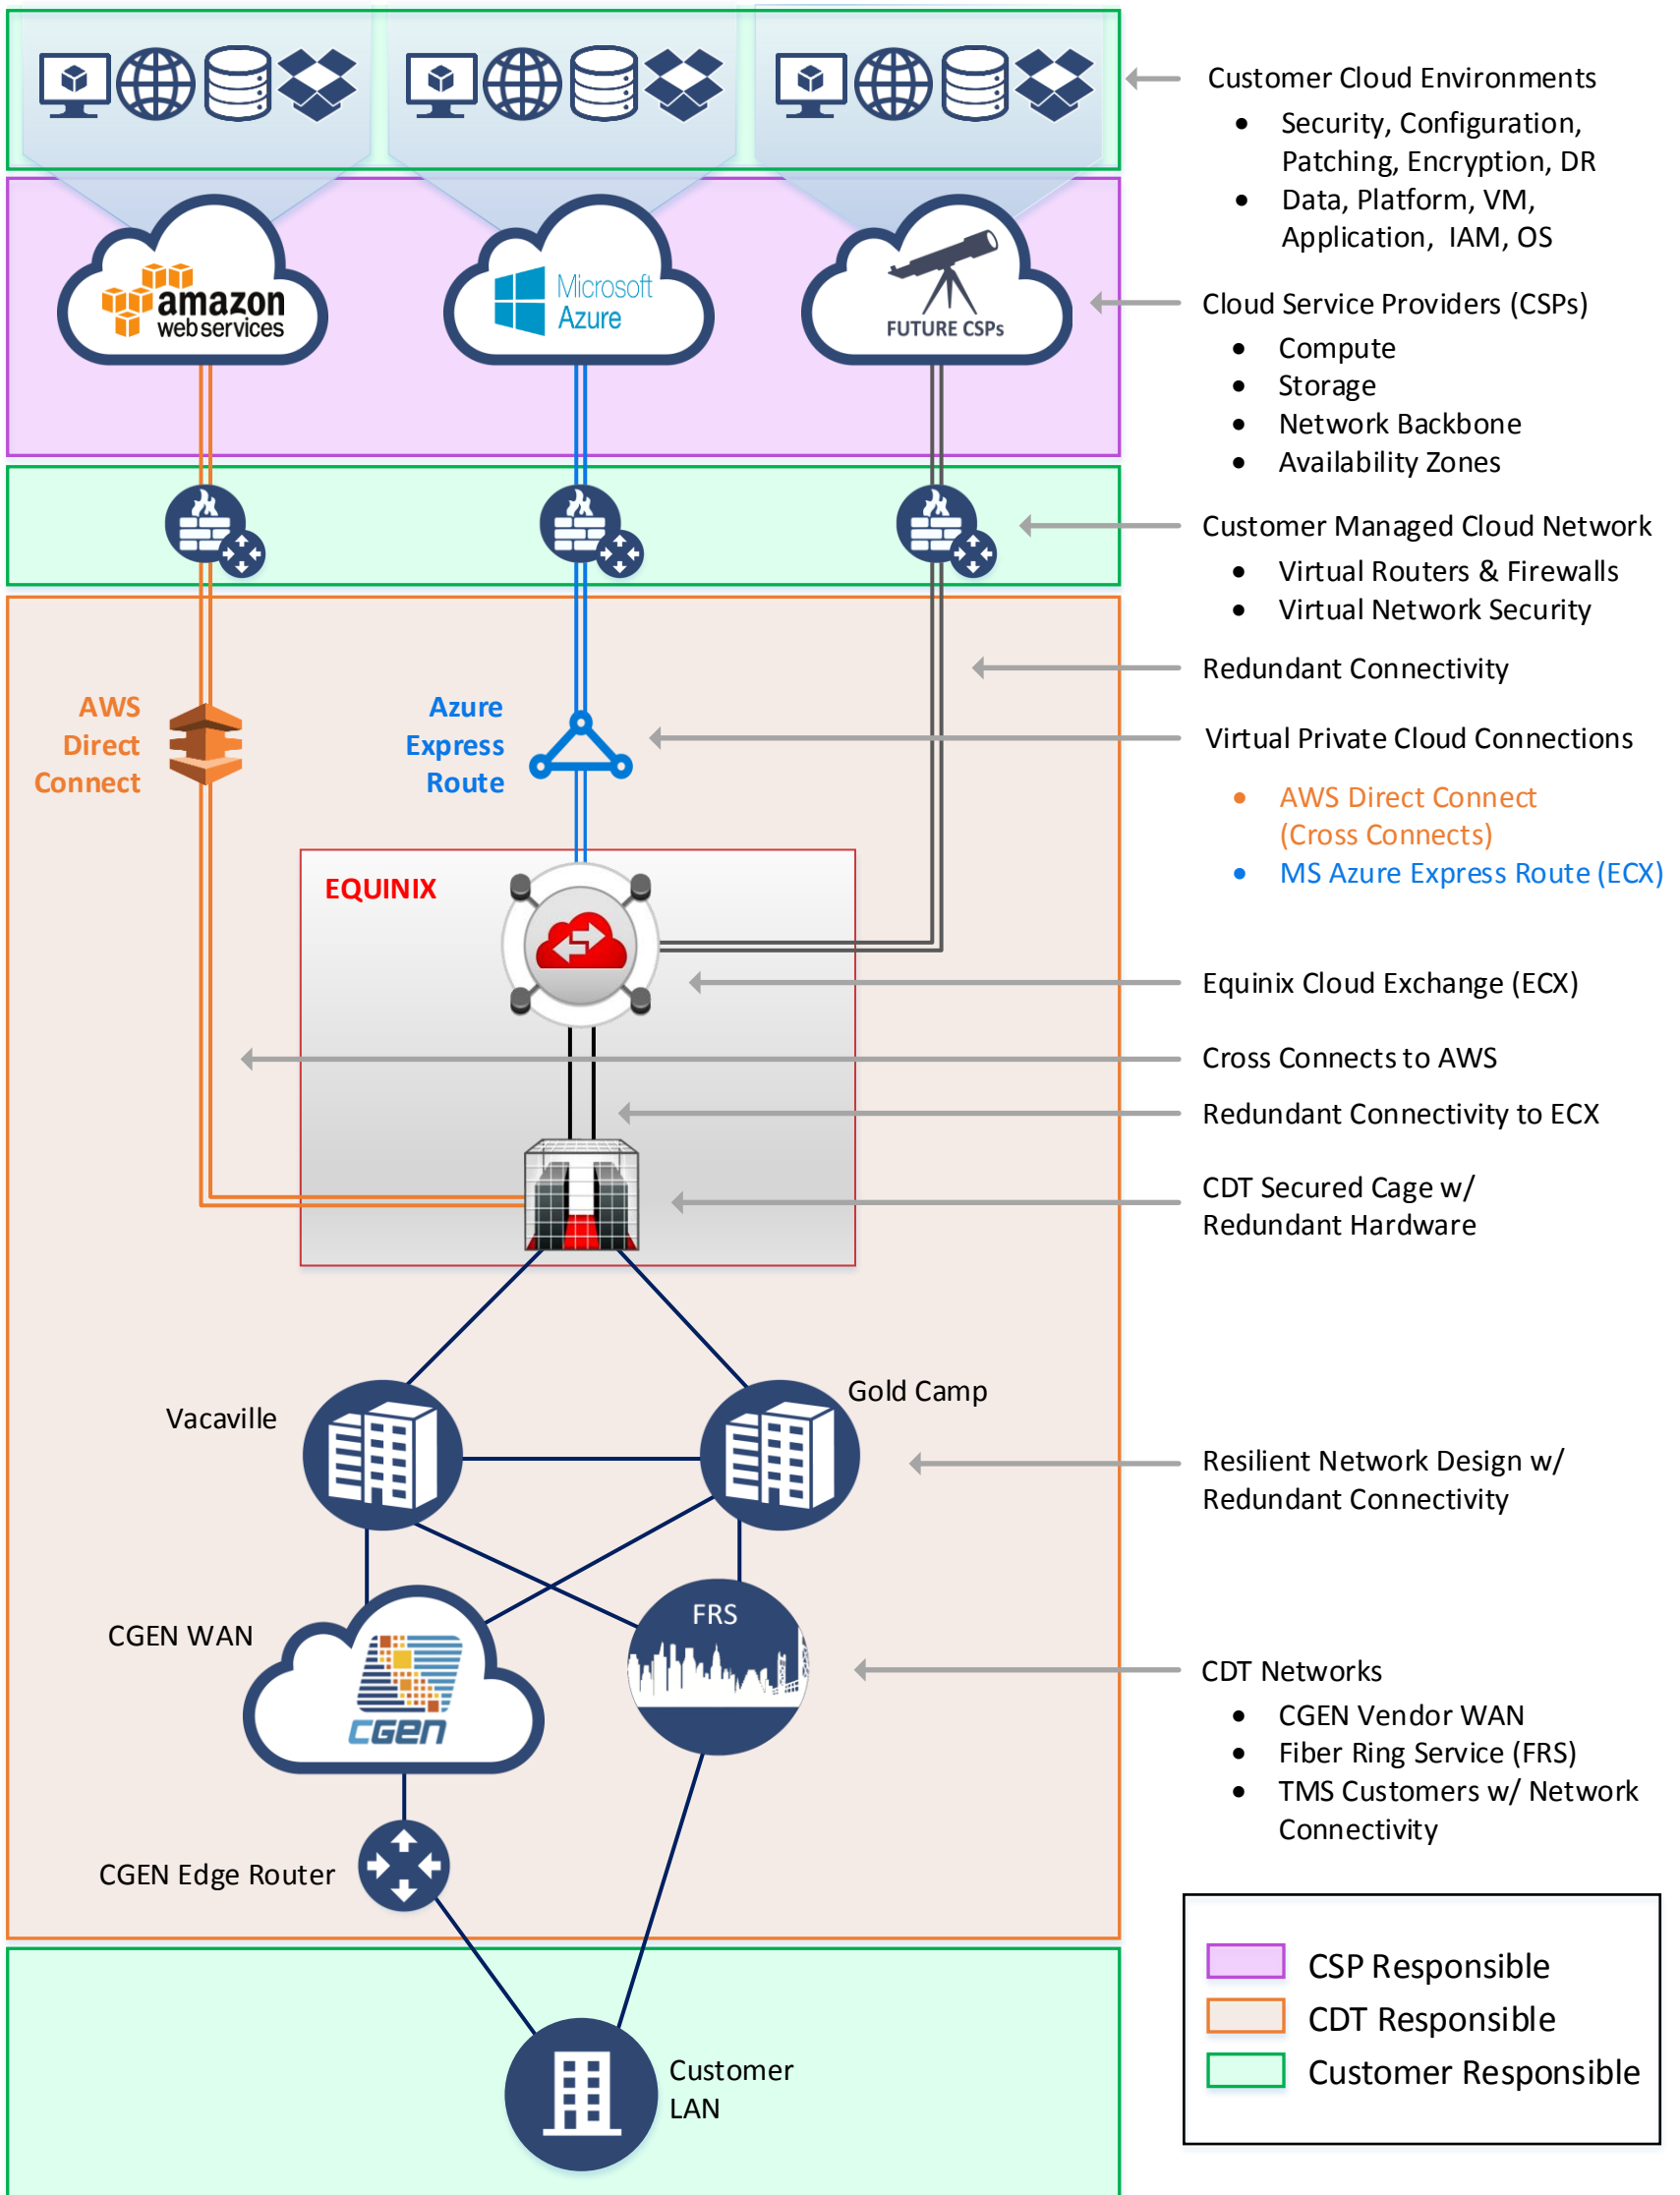 Customer Cloud Environments
• Security, Configuration,
Patching, Encryption, DR
• Data, Platform, VM,
Application, IAM, OS
amazon
web services
Microsoft
Azure
FUTURE CSPs
Cloud Service Providers (CSPs)
• Compute
• Storage
• Network Backbone
• Availability Zones
Customer Managed Cloud Network
• Virtual Routers & Firewalls
• Virtual Network Security
Redundant Connectivity
AWS
Direct
Connect
Azure
Express
Route
Virtual Private Cloud Connections
• AWS Direct Connect
(Cross Connects)
• MS Azure Express Route (ECX)
EQUINIX
Equinix Cloud Exchange (ECX)
Cross Connects to AWS
Redundant Connectivity to ECX
CDT Secured Cage w/
Redundant Hardware
Vacaville
Gold Camp
Resilient Network Design w/
Redundant Connectivity
CGEN WAN
CGEN
FRS
CDT Networks
• CGEN Vendor WAN
• Fiber Ring Service (FRS)
• TMS Customers w/ Network
Connectivity
CGEN Edge Router
CSP Responsible
CDT Responsible
Customer Responsible
Customer
LAN